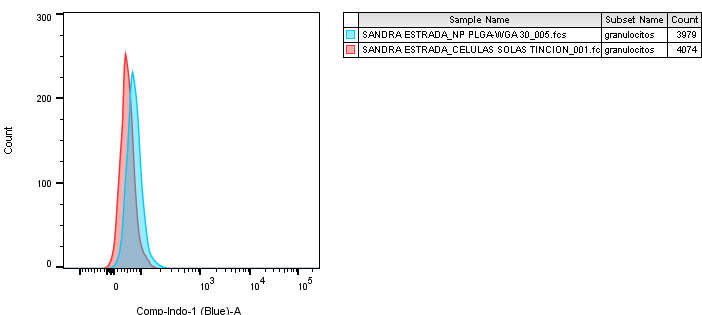 300
200
100
0
Count
0
10^3
10^4
10^5
Comp-Indo-1 (Blue)-A
Sample Name Subset Name Count
SANDRA ESTRADA_NP PLGA-WGA 30_005.fcs granulocitos 3979
SANDRA ESTRADA_CELULAS SOLAS TINCION_001.fc granulocitos 4074